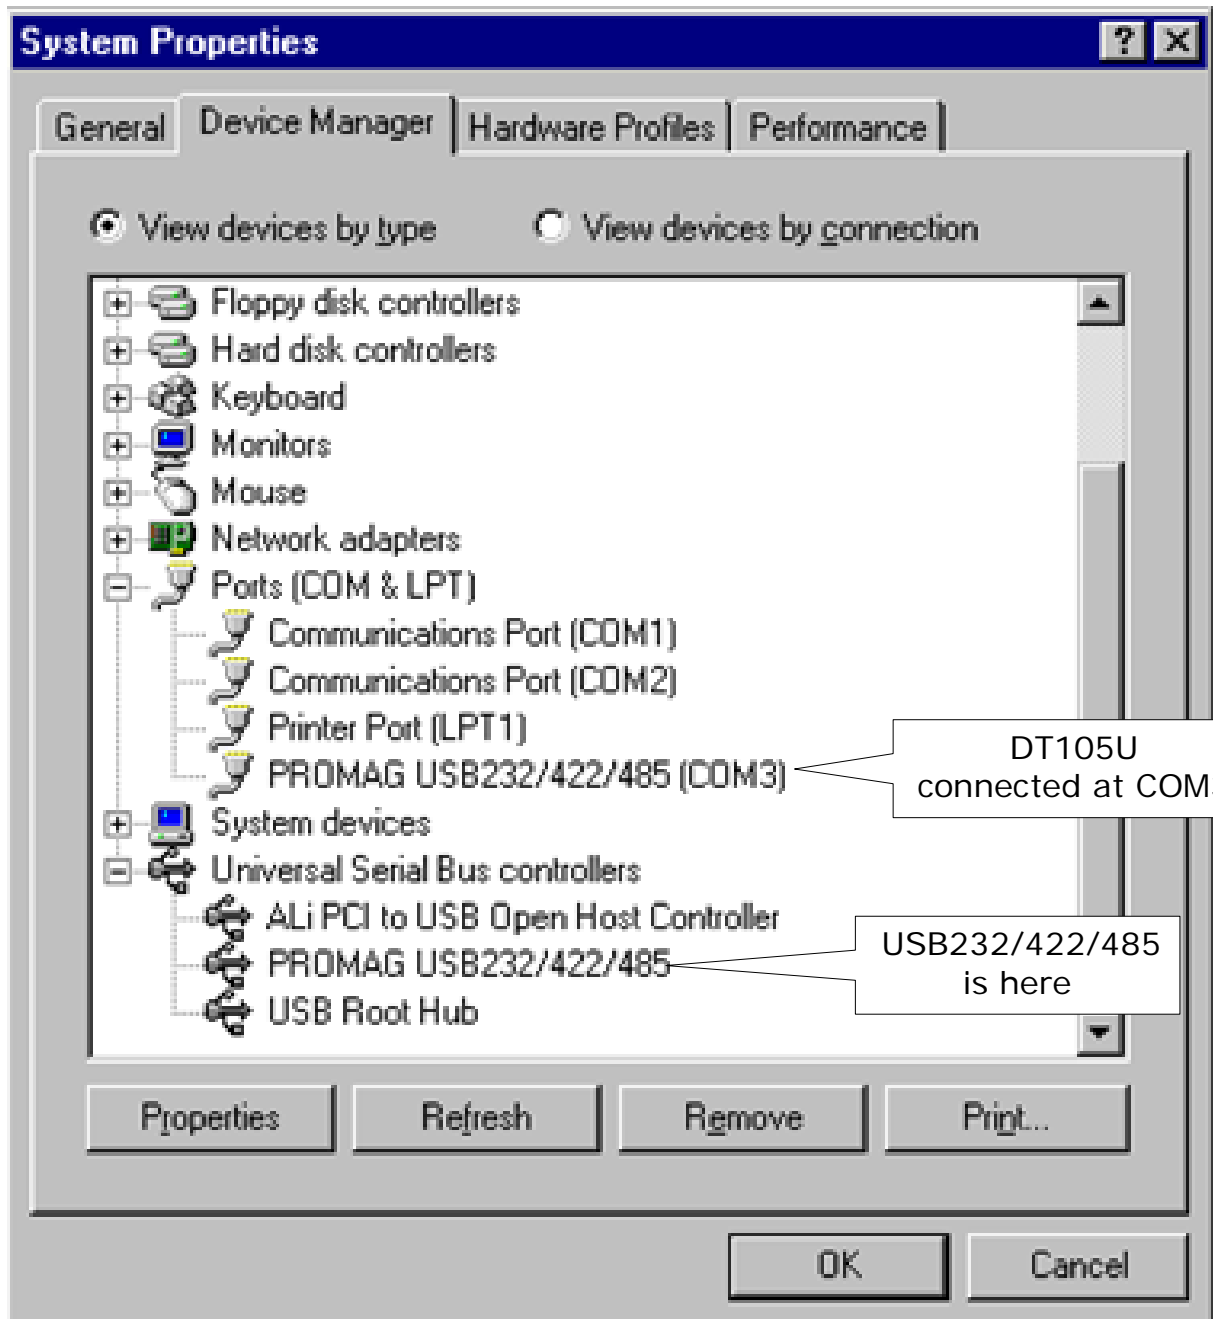 System Properties
General Device Manager Hardware Profiles Performance
View devices by type View devices by connection
Floppy disk controllers
Hard disk controllers
Keyboard
Monitors
Mouse
Network adapters
Ports (COM & LPT)
Communications Port (COM1)
Communications Port (COM2)
Printer Port (LPT1)
PROMAG USB232/422/485 (COM3)
DT105U
connected at COM
System devices
Universal Serial Bus controllers
ALi PCI to USB Open Host Controller
PROMAG USB232/422/485
USB232/422/485
is here
USB Root Hub
Properties Refresh Remove Print...
OK Cancel